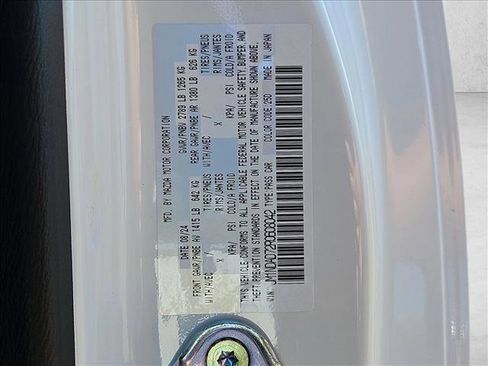 MFD. BY MAZDA MOTOR CORPORATION
DATE 08/24 GVWR/PNBV 2789 LB 1265 KG
FRONT GAWR/PNBE AV 1415 LB 642 KG REAR GAWR/PNBE AR 1380 LB 626 KG
WITH/AVEC / TIRES/PNEUS WITH/AVEC / TIRES/PNEUS
X RIMS/JANTES X RIMS/JANTES
KPA/ PSI COLD/A FROID KPA/ PSI COLD/A FROID
THIS VEHICLE CONFORMS TO ALL APPLICABLE FEDERAL MOTOR VEHICLE SAFETY, BUMPER, AND
THEFT PREVENTION STANDARDS IN EFFECT ON THE DATE OF MANUFACTURE SHOWN ABOVE.
JM1NDAD72R0608042 TYPE:PASS CAR COLOR CODE:25D MADE IN JAPAN